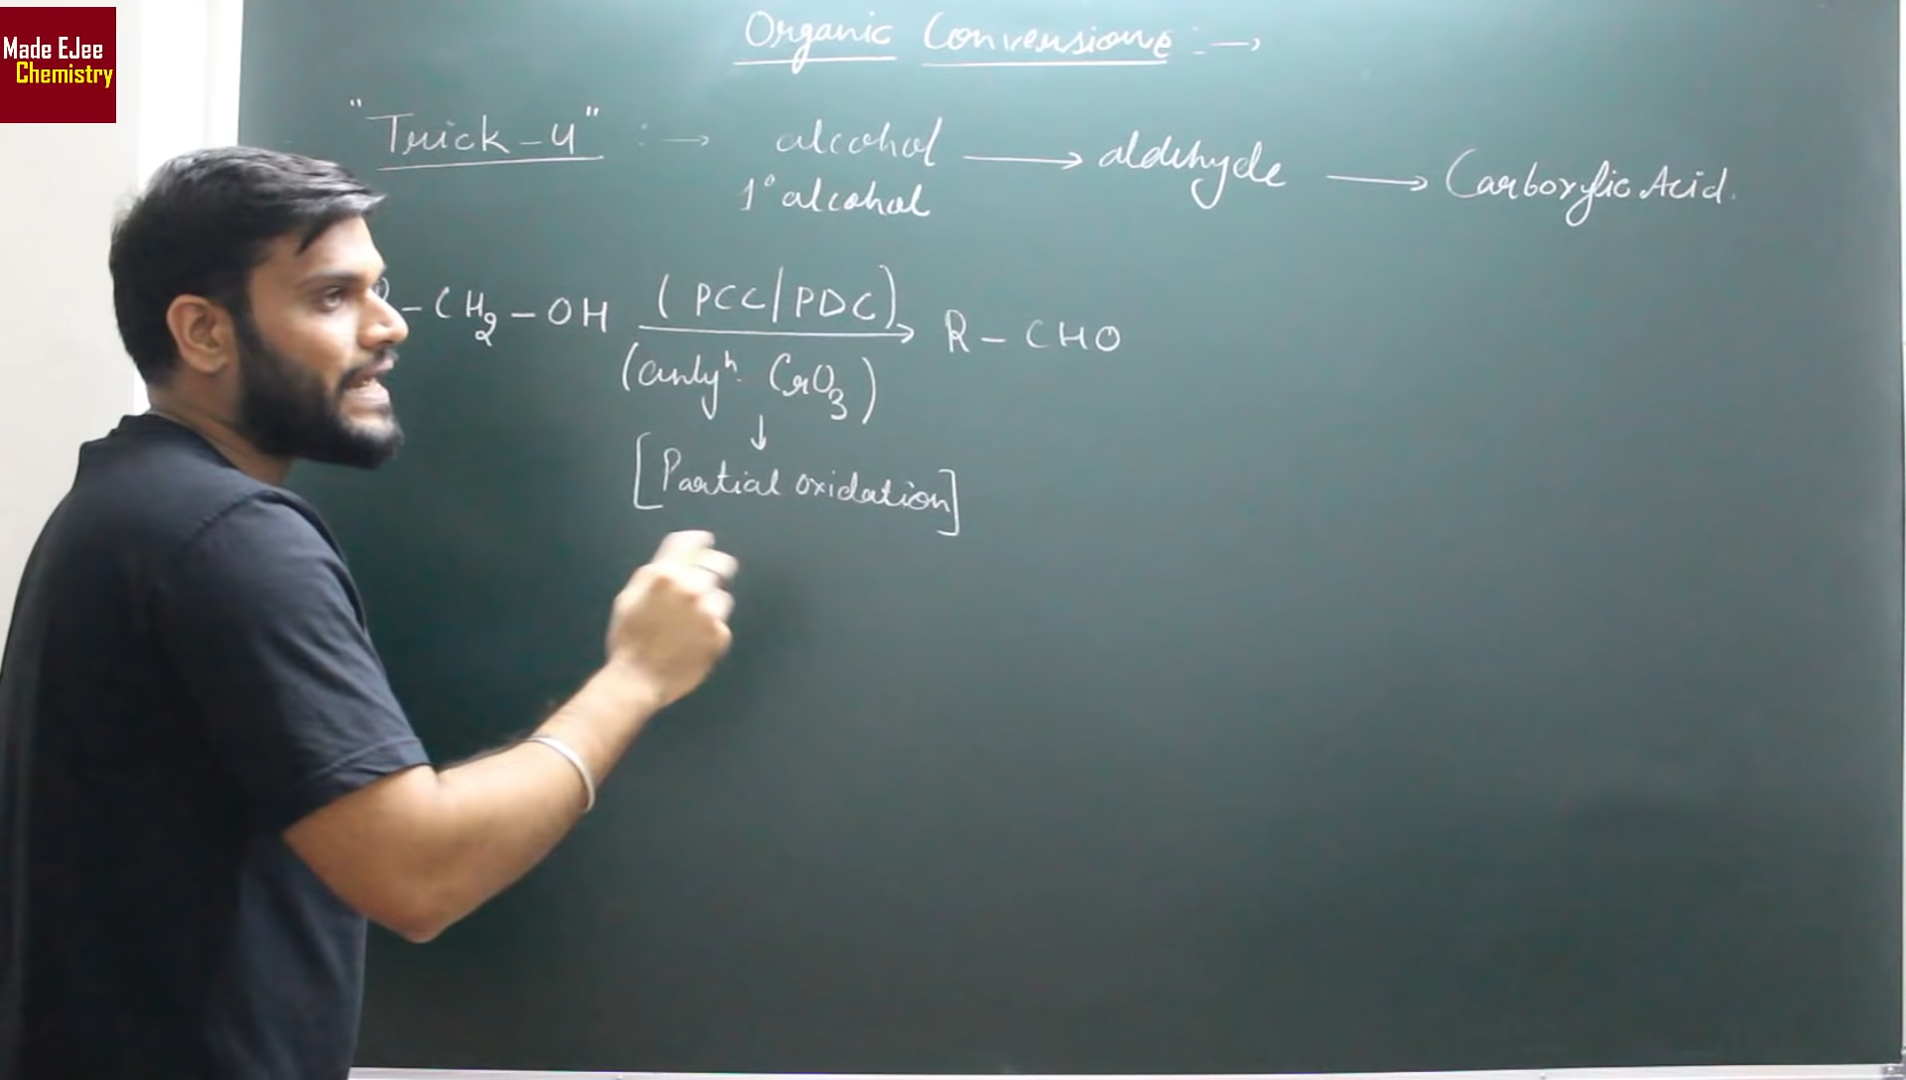 Made EJee
Chemistry
Organic Conversions :→
"Trick-4" :→ alcohol ⟶ aldehyde ⟶ Carboxylic Acid.
1° alcohol
R-CH₂-OH (PCC/PDC) ⟶ R-CHO
(anlyʰ. CrO₃)
↓
[Partial oxidation]